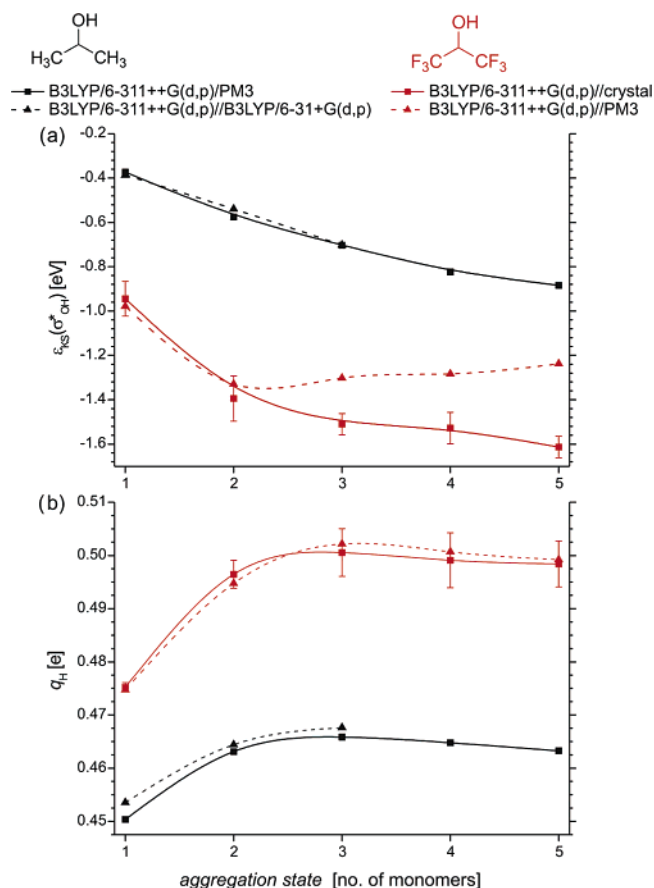 OH OH
H₃C CH₃ F₃C CF₃
B3LYP/6-311++G(d,p)/PM3 B3LYP/6-311++G(d,p)//crystal
B3LYP/6-311++G(d,p)//B3LYP/6-31+G(d,p) B3LYP/6-311++G(d,p)//PM3
(a)
-0.2
-0.4
-0.6
-0.8
-1.0
-1.2
-1.4
-1.6
εKS(σ*OH) [eV]
1 2 3 4 5
(b)
0.51
0.50
0.49
0.48
0.47
0.46
0.45
qH [e]
1 2 3 4 5
aggregation state [no. of monomers]